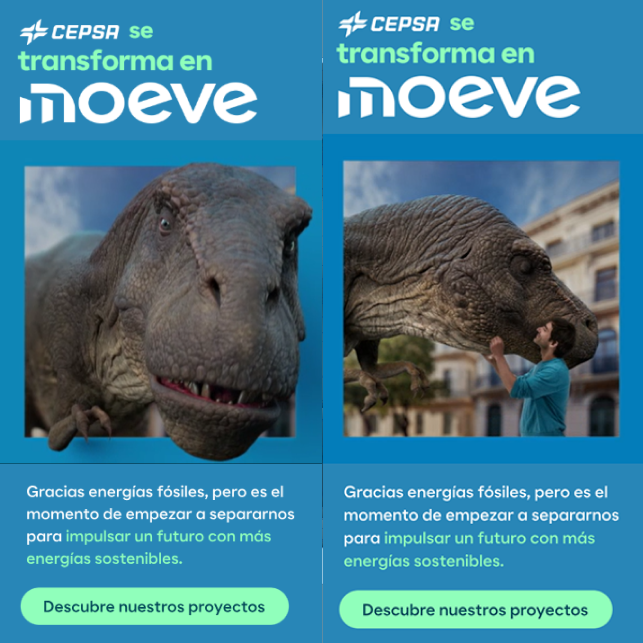 CEPSA se
transforma en
moeve
Gracias energías fósiles, pero es el
momento de empezar a separarnos
para impulsar un futuro con más
energías sostenibles.
Descubre nuestros proyectos
CEPSA se
transforma en
moeve
Gracias energías fósiles, pero es el
momento de empezar a separarnos
para impulsar un futuro con más
energías sostenibles.
Descubre nuestros proyectos